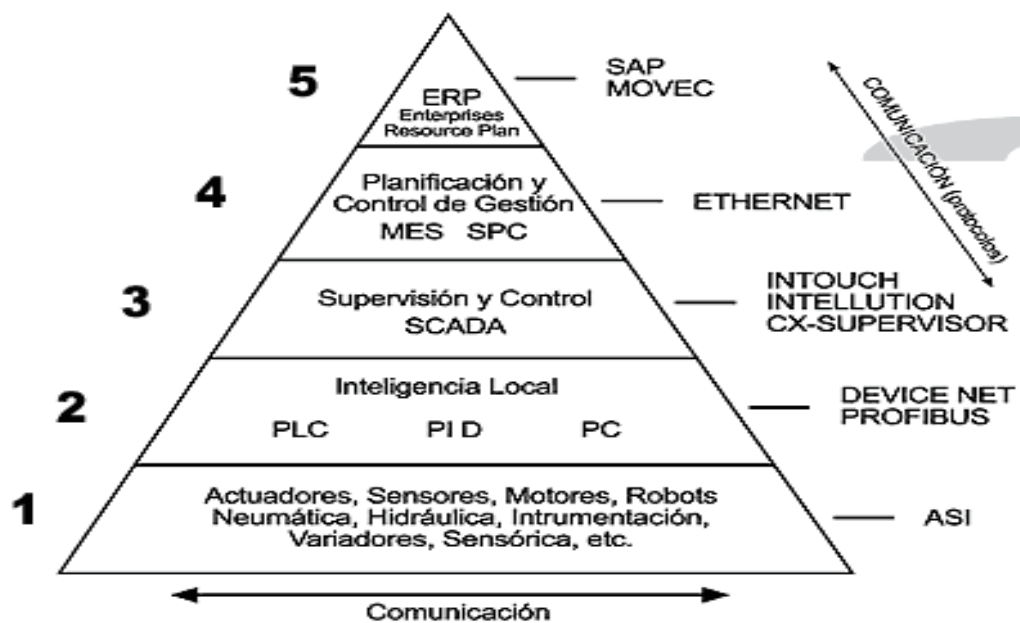 5
ERP
Enterprises
Resource Plan
SAP
MOVEC
COMUNICACIÓN (protocolos)
4
Planificación y
Control de Gestión
MES SPC
ETHERNET
3
Supervisión y Control
SCADA
INTOUCH
INTELLUTION
CX-SUPERVISOR
2
Inteligencia Local
PLC PID PC
DEVICE NET
PROFIBUS
1
Actuadores, Sensores, Motores, Robots
Neumática, Hidráulica, Intrumentación,
Variadores, Sensórica, etc.
ASI
Comunicación